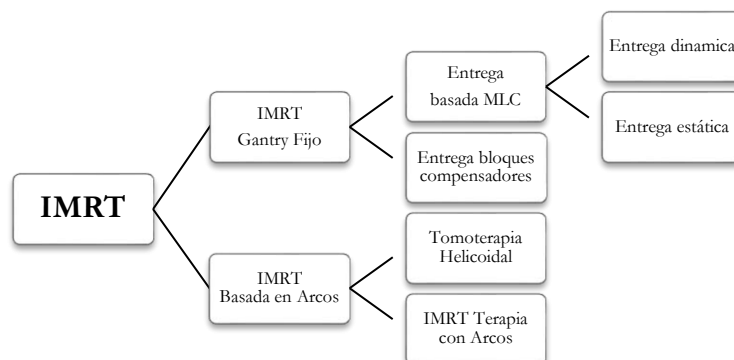 Entrega dinamica
Entrega
basada MLC
IMRT
Gantry Fijo
Entrega estática
Entrega bloques
compensadores
IMRT
Tomoterapia
Helicoidal
IMRT
Basada en Arcos
IMRT Terapia
con Arcos